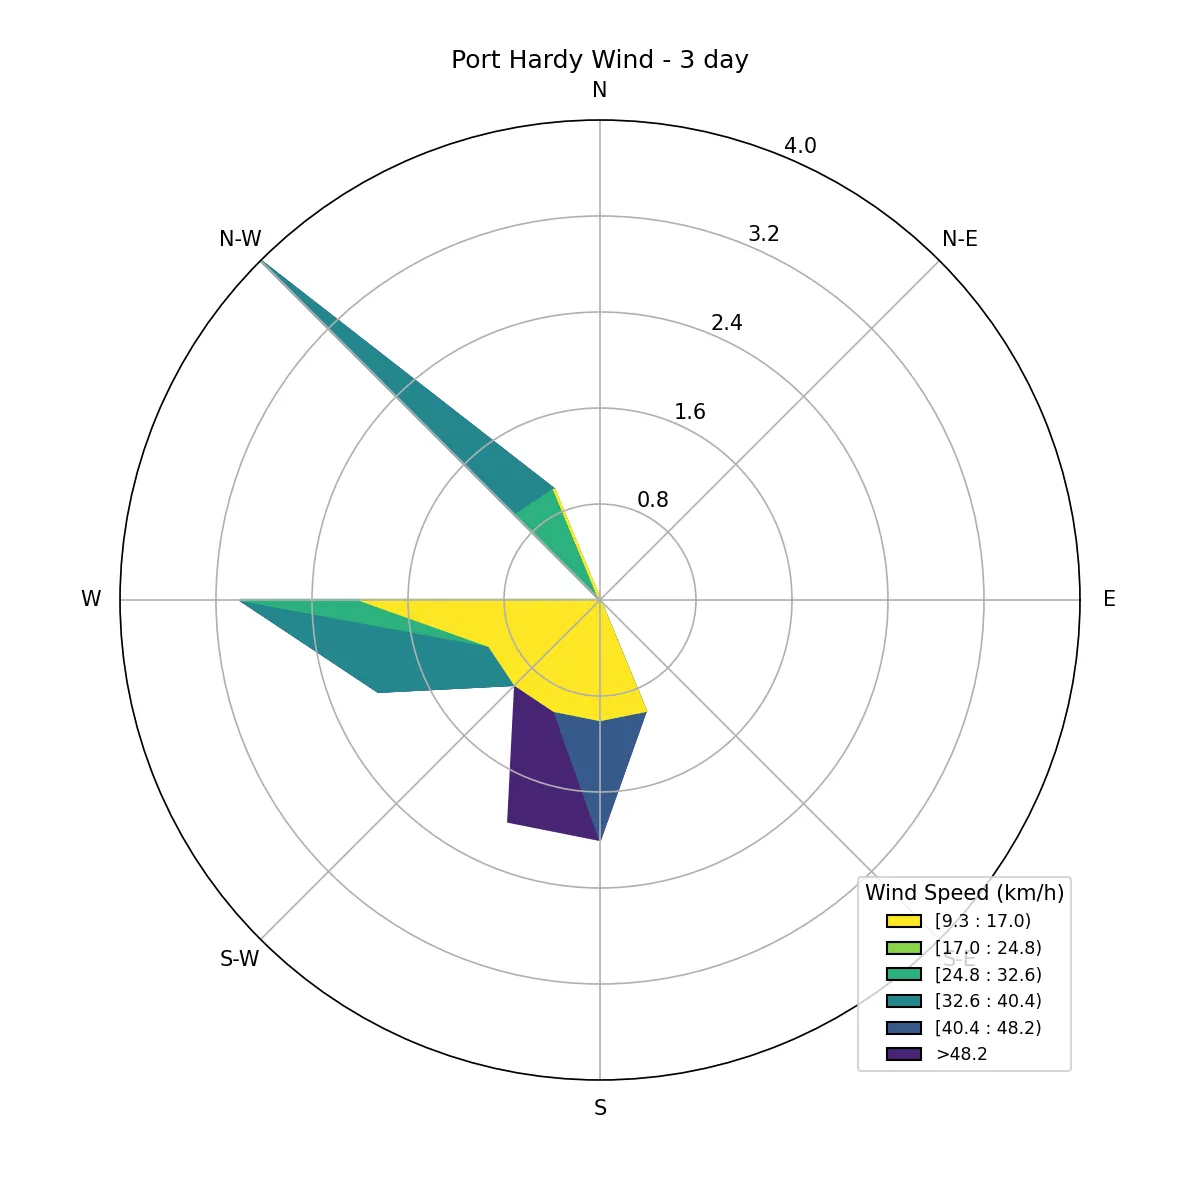 Port Hardy Wind - 3 day
N
4.0
N-W
N-E
3.2
2.4
1.6
0.8
W
E
Wind Speed (km/h)
[9.3 : 17.0)
[17.0 : 24.8)
S-W
S-E
[24.8 : 32.6)
[32.6 : 40.4)
[40.4 : 48.2)
>48.2
S